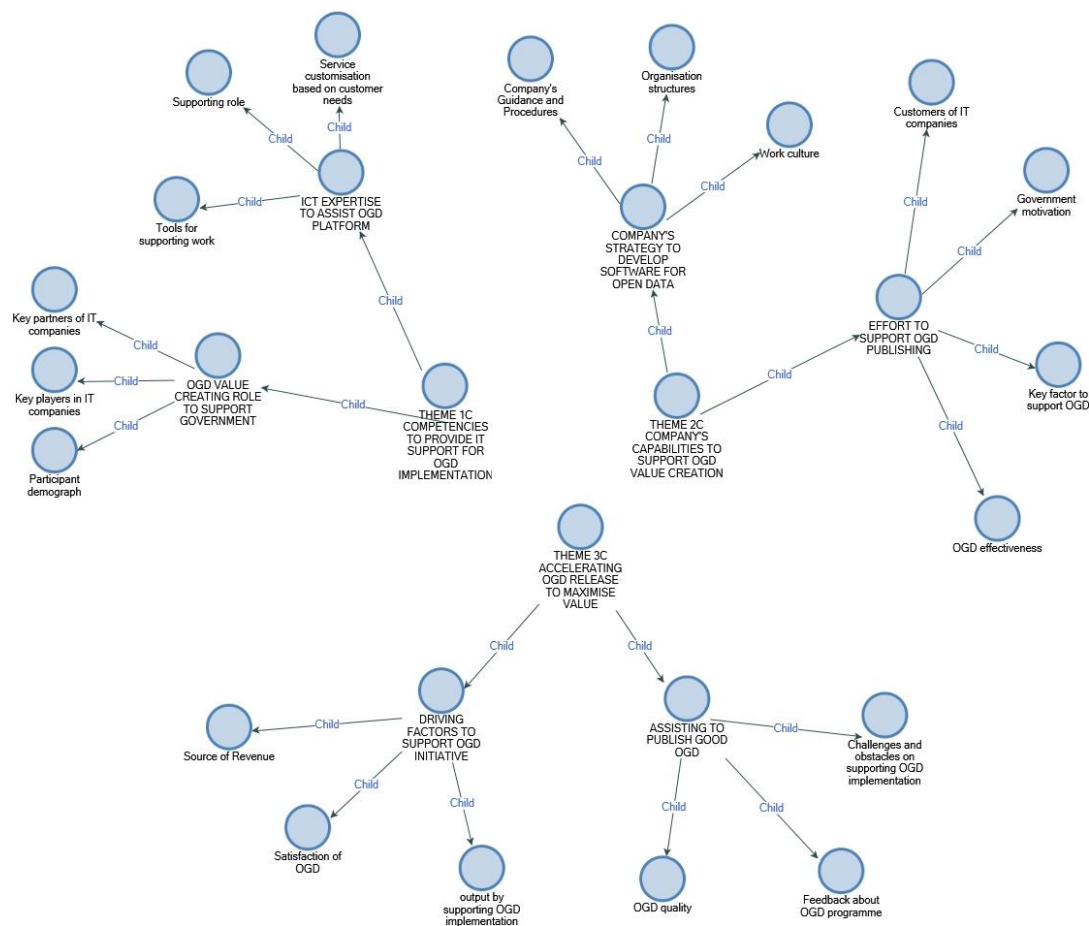 Service
customisation
based on customer
needs
Supporting role
Child
Child
Child
Tools for
supporting work
ICT EXPERTISE
TO ASSIST OGD
PLATFORM
Child
Key partners of IT
companies
Child
Key players in IT
companies
Child
Child
Participant
demograph
OGD VALUE
CREATING ROLE
TO SUPPORT
GOVERNMENT
Child
THEME 1C
COMPETENCIES
TO PROVIDE IT
SUPPORT FOR
OGD
IMPLEMENTATION
Company's
Guidance and
Procedures
Organisation
structures
Work culture
Child
Child
Child
COMPANY'S
STRATEGY TO
DEVELOP
SOFTWARE FOR
OPEN DATA
Child
Child
THEME 2C
COMPANY'S
CAPABILITIES TO
SUPPORT OGD
VALUE CREATION
Customers of IT
companies
Government
motivation
Child
Child
EFFORT TO
SUPPORT OGD
PUBLISHING
Child
Key factor to
support OGD
Child
OGD effectiveness
THEME 3C
ACCELERATING
OGD RELEASE
TO MAXIMISE
VALUE
Child
Child
DRIVING
FACTORS TO
SUPPORT OGD
INITIATIVE
Child
Source of Revenue
Child
Satisfaction of
OGD
Child
output by
supporting OGD
implementation
ASSISTING TO
PUBLISH GOOD
OGD
Child
Challenges and
obstacles on
supporting OGD
implementation
Child
OGD quality
Child
Feedback about
OGD programme